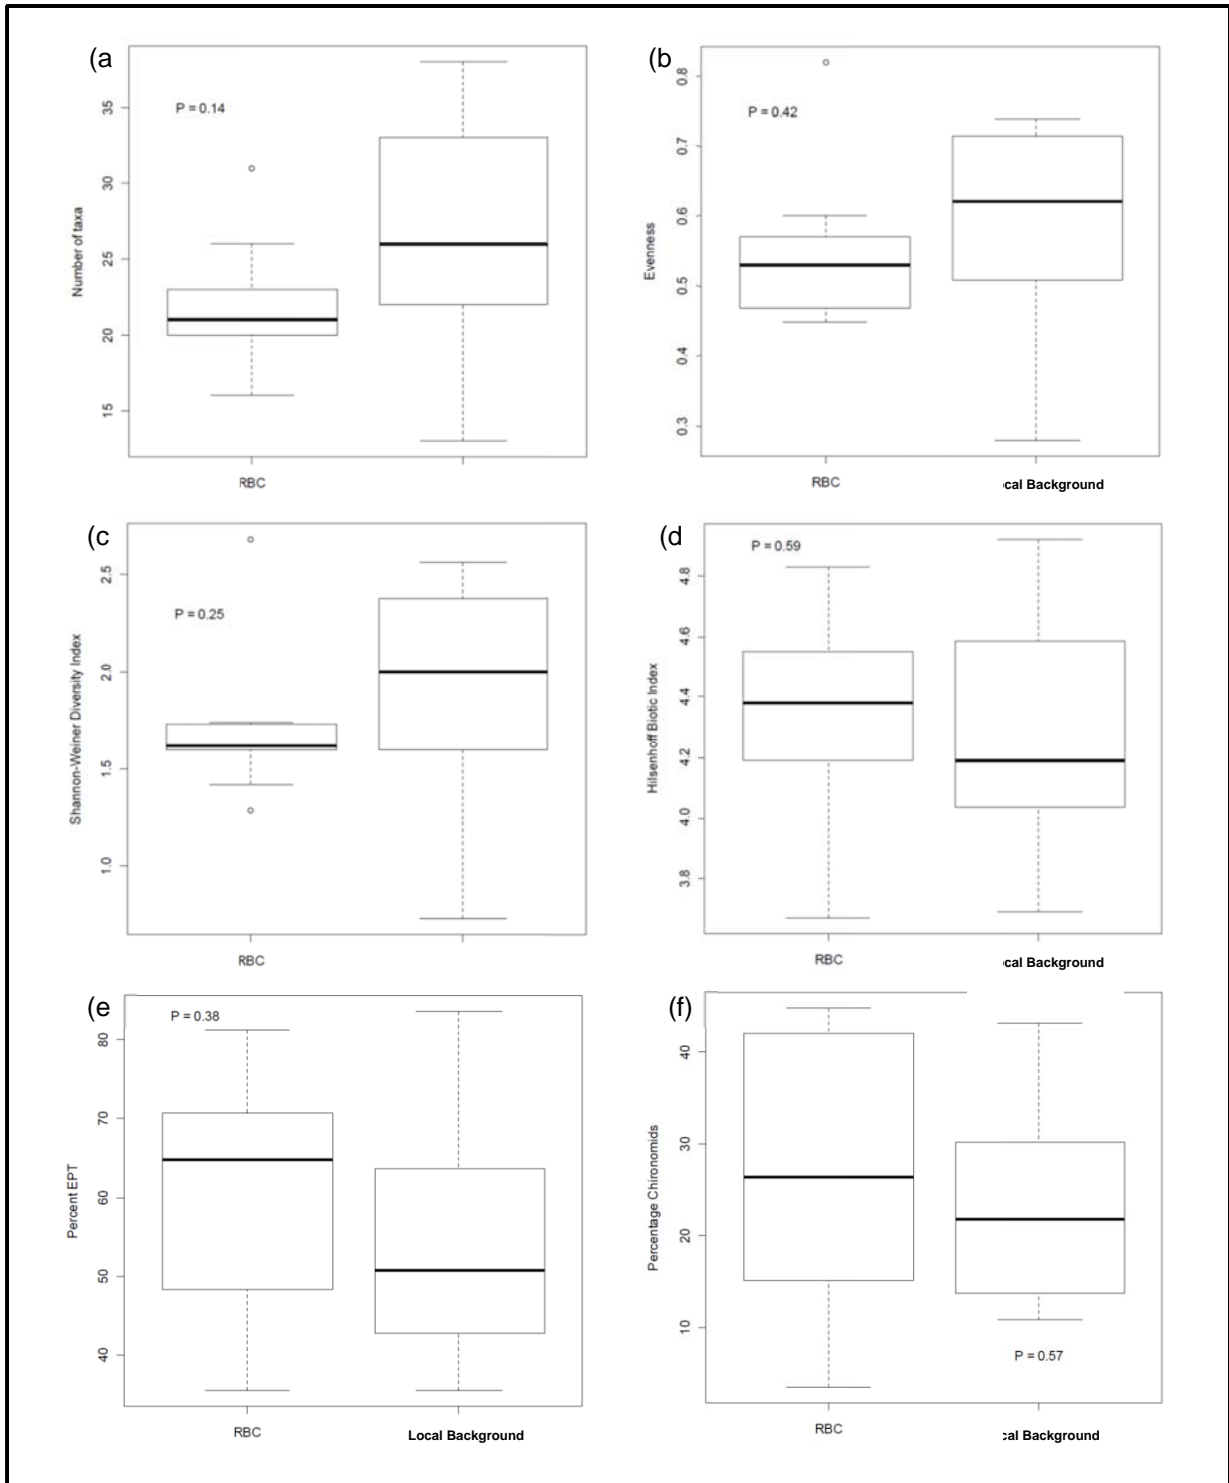 (a
P = 0.14
Number of taxa
35
30
25
20
15
RBC
(b
P = 0.42
Evenness
0.8
0.7
0.6
0.5
0.4
0.3
RBC
cal Background
(c
P = 0.25
Shannon-Weiner Diversity Index
2.5
2.0
1.5
1.0
RBC
(d
P = 0.59
Hilsenhoff Biotic Index
4.8
4.6
4.4
4.2
4.0
3.8
RBC
cal Background
(e
P = 0.38
Percent EPT
80
70
60
50
40
RBC
Local Background
(f)
Percentage Chironomids
40
30
20
10
P = 0.57
RBC
cal Background